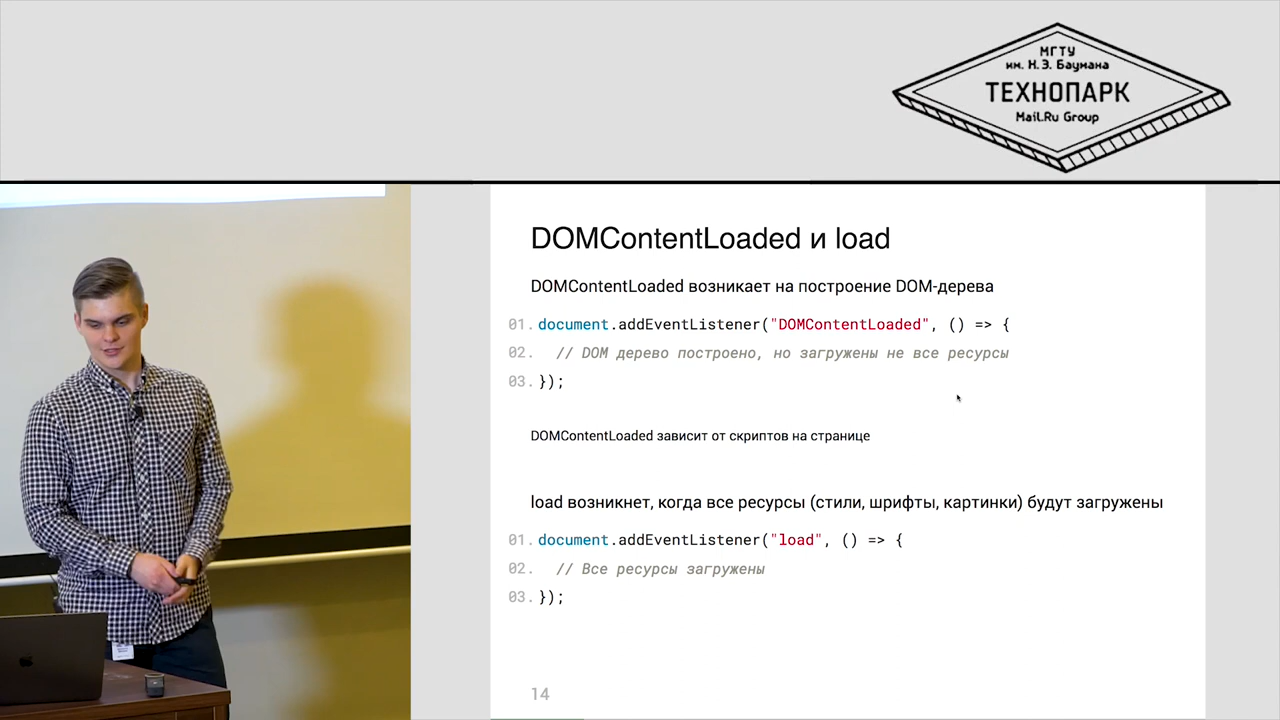 МГТУ
им. Н.Э. Баумана
ТЕХНОПАРК
Mail.Ru Group
DOMContentLoaded и load
DOMContentLoaded возникает на построение DOM-дерева
01. document.addEventListener("DOMContentLoaded", () => {
02. // DOM дерево построено, но загружены не все ресурсы
03. });
DOMContentLoaded зависит от скриптов на странице
load возникнет, когда все ресурсы (стили, шрифты, картинки) будут загружены
01. document.addEventListener("load", () => {
02. // Все ресурсы загружены
03. });
14